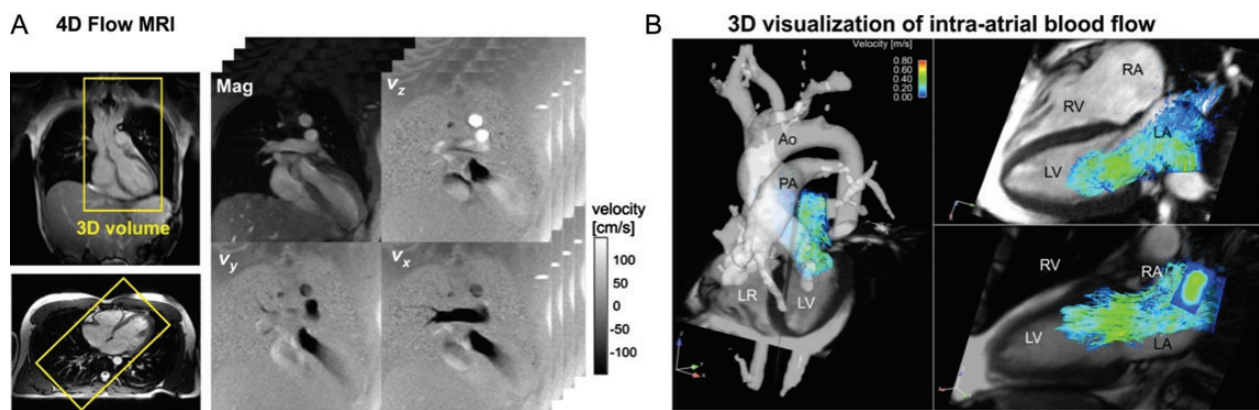 A 4D Flow MRI
3D volume
Mag
vz
vy
vx
velocity
[cm/s]
100
50
0
-50
-100
B 3D visualization of intra-atrial blood flow
Velocity [m/s]
0.80
0.60
0.40
0.20
0.00
Ao
PA
LR
LV
RA
RV
LA
LV
RV
RA
LV
LA